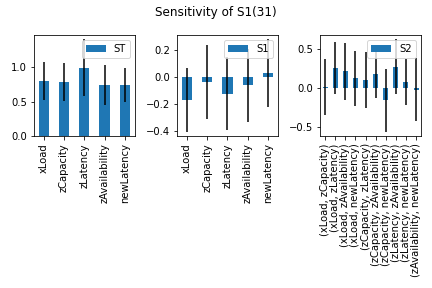 Sensitivity of S1(31)
ST
1.0
0.5
0.0
xLoad
zCapacity
zLatency
zAvailability
newLatency
S1
0.2
0.0
−0.2
−0.4
xLoad
zCapacity
zLatency
zAvailability
newLatency
S2
0.5
0.0
−0.5
(xLoad, zCapacity)
(xLoad, zLatency)
(xLoad, zAvailability)
(xLoad, newLatency)
(zCapacity, zLatency)
(zCapacity, zAvailability)
(zCapacity, newLatency)
(zLatency, zAvailability)
(zLatency, newLatency)
(zAvailability, newLatency)